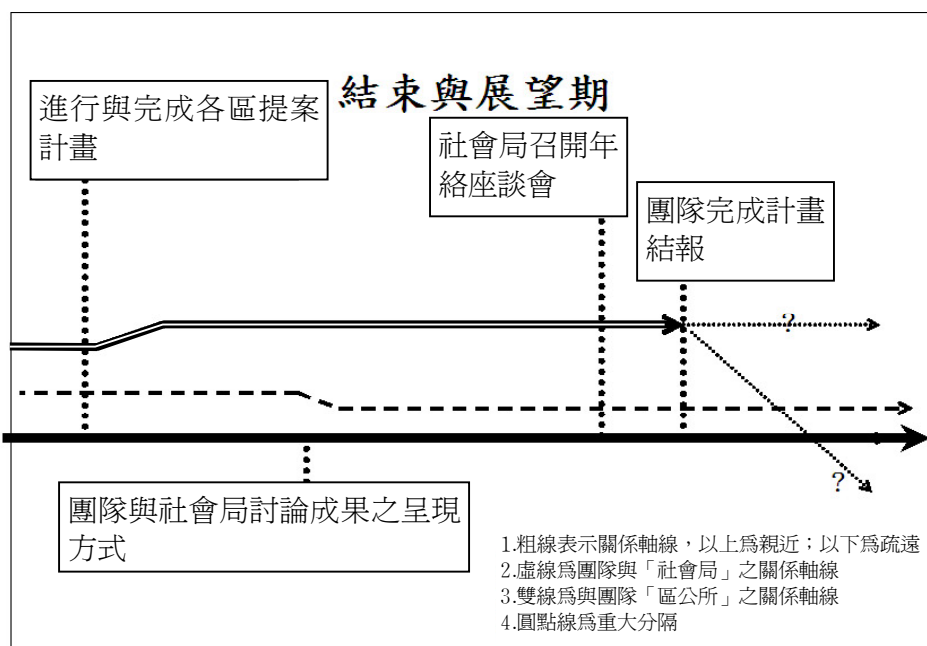 結束與展望期
進行與完成各區提案
計畫
社會局召開年
絡座談會
團隊完成計畫
結報
?
?
團隊與社會局討論成果之呈現
方式
1.粗線表示關係軸線，以上為親近；以下為疏遠
2.虛線為團隊與「社會局」之關係軸線
3.雙線為與團隊「區公所」之關係軸線
4.圓點線為重大分隔